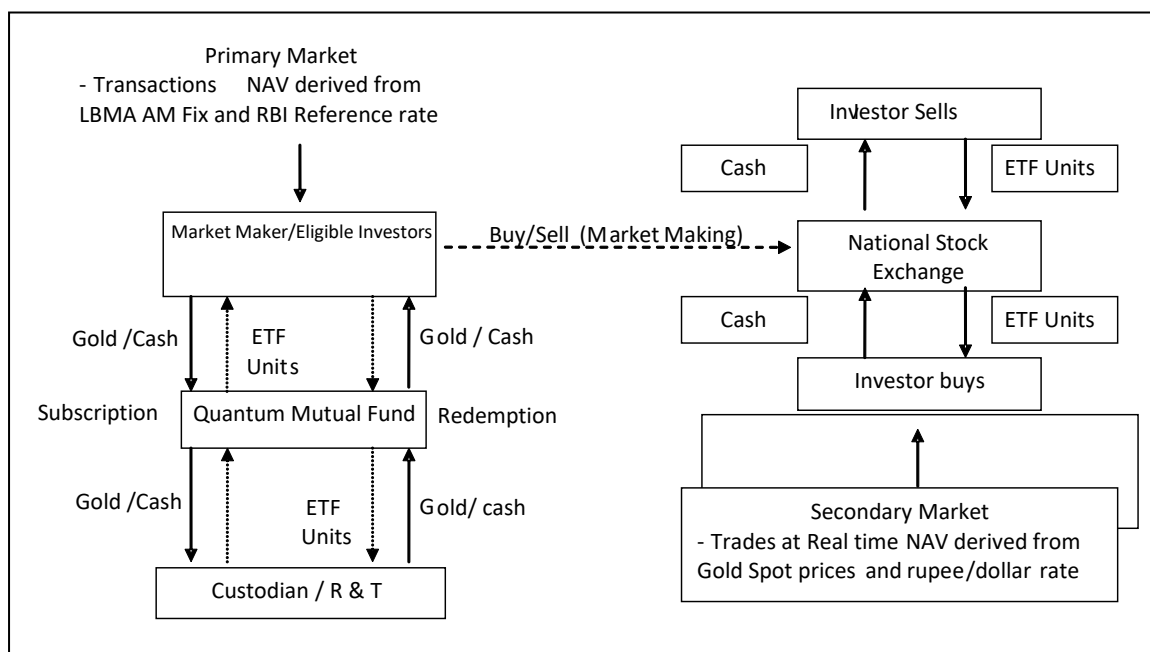 Primary Market
- Transactions NAV derived from
LBMA AM Fix and RBI Reference rate
Market Maker/Eligible Investors
Buy/Sell (Market Making)
Gold /Cash
ETF
Units
Gold / Cash
Subscription
Quantum Mutual Fund
Redemption
Gold /Cash
ETF
Units
Gold/ cash
Custodian / R & T
Investor Sells
Cash
ETF Units
National Stock
Exchange
Cash
ETF Units
Investor buys
Secondary Market
- Trades at Real time NAV derived from
Gold Spot prices and rupee/dollar rate